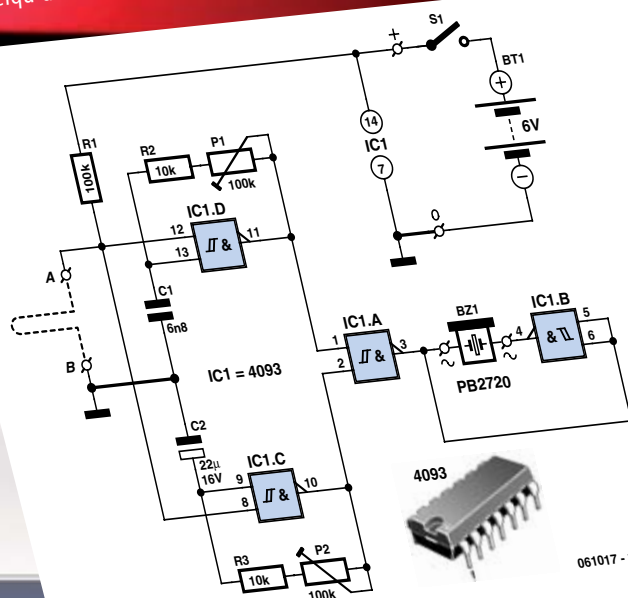 S1
+
BT1
+
6V
14
IC1
7
0
R1
100k
R2
10k
P1
100k
IC1.D
12
11
13
&
A
B
C1
6n8
IC1 = 4093
IC1.A
1
3
2
&
BZ1
~
~
PB2720
IC1.B
4
5
6
&
C2
22µ
16V
IC1.C
9
10
8
&
4093
R3
10k
P2
100k
061017 -